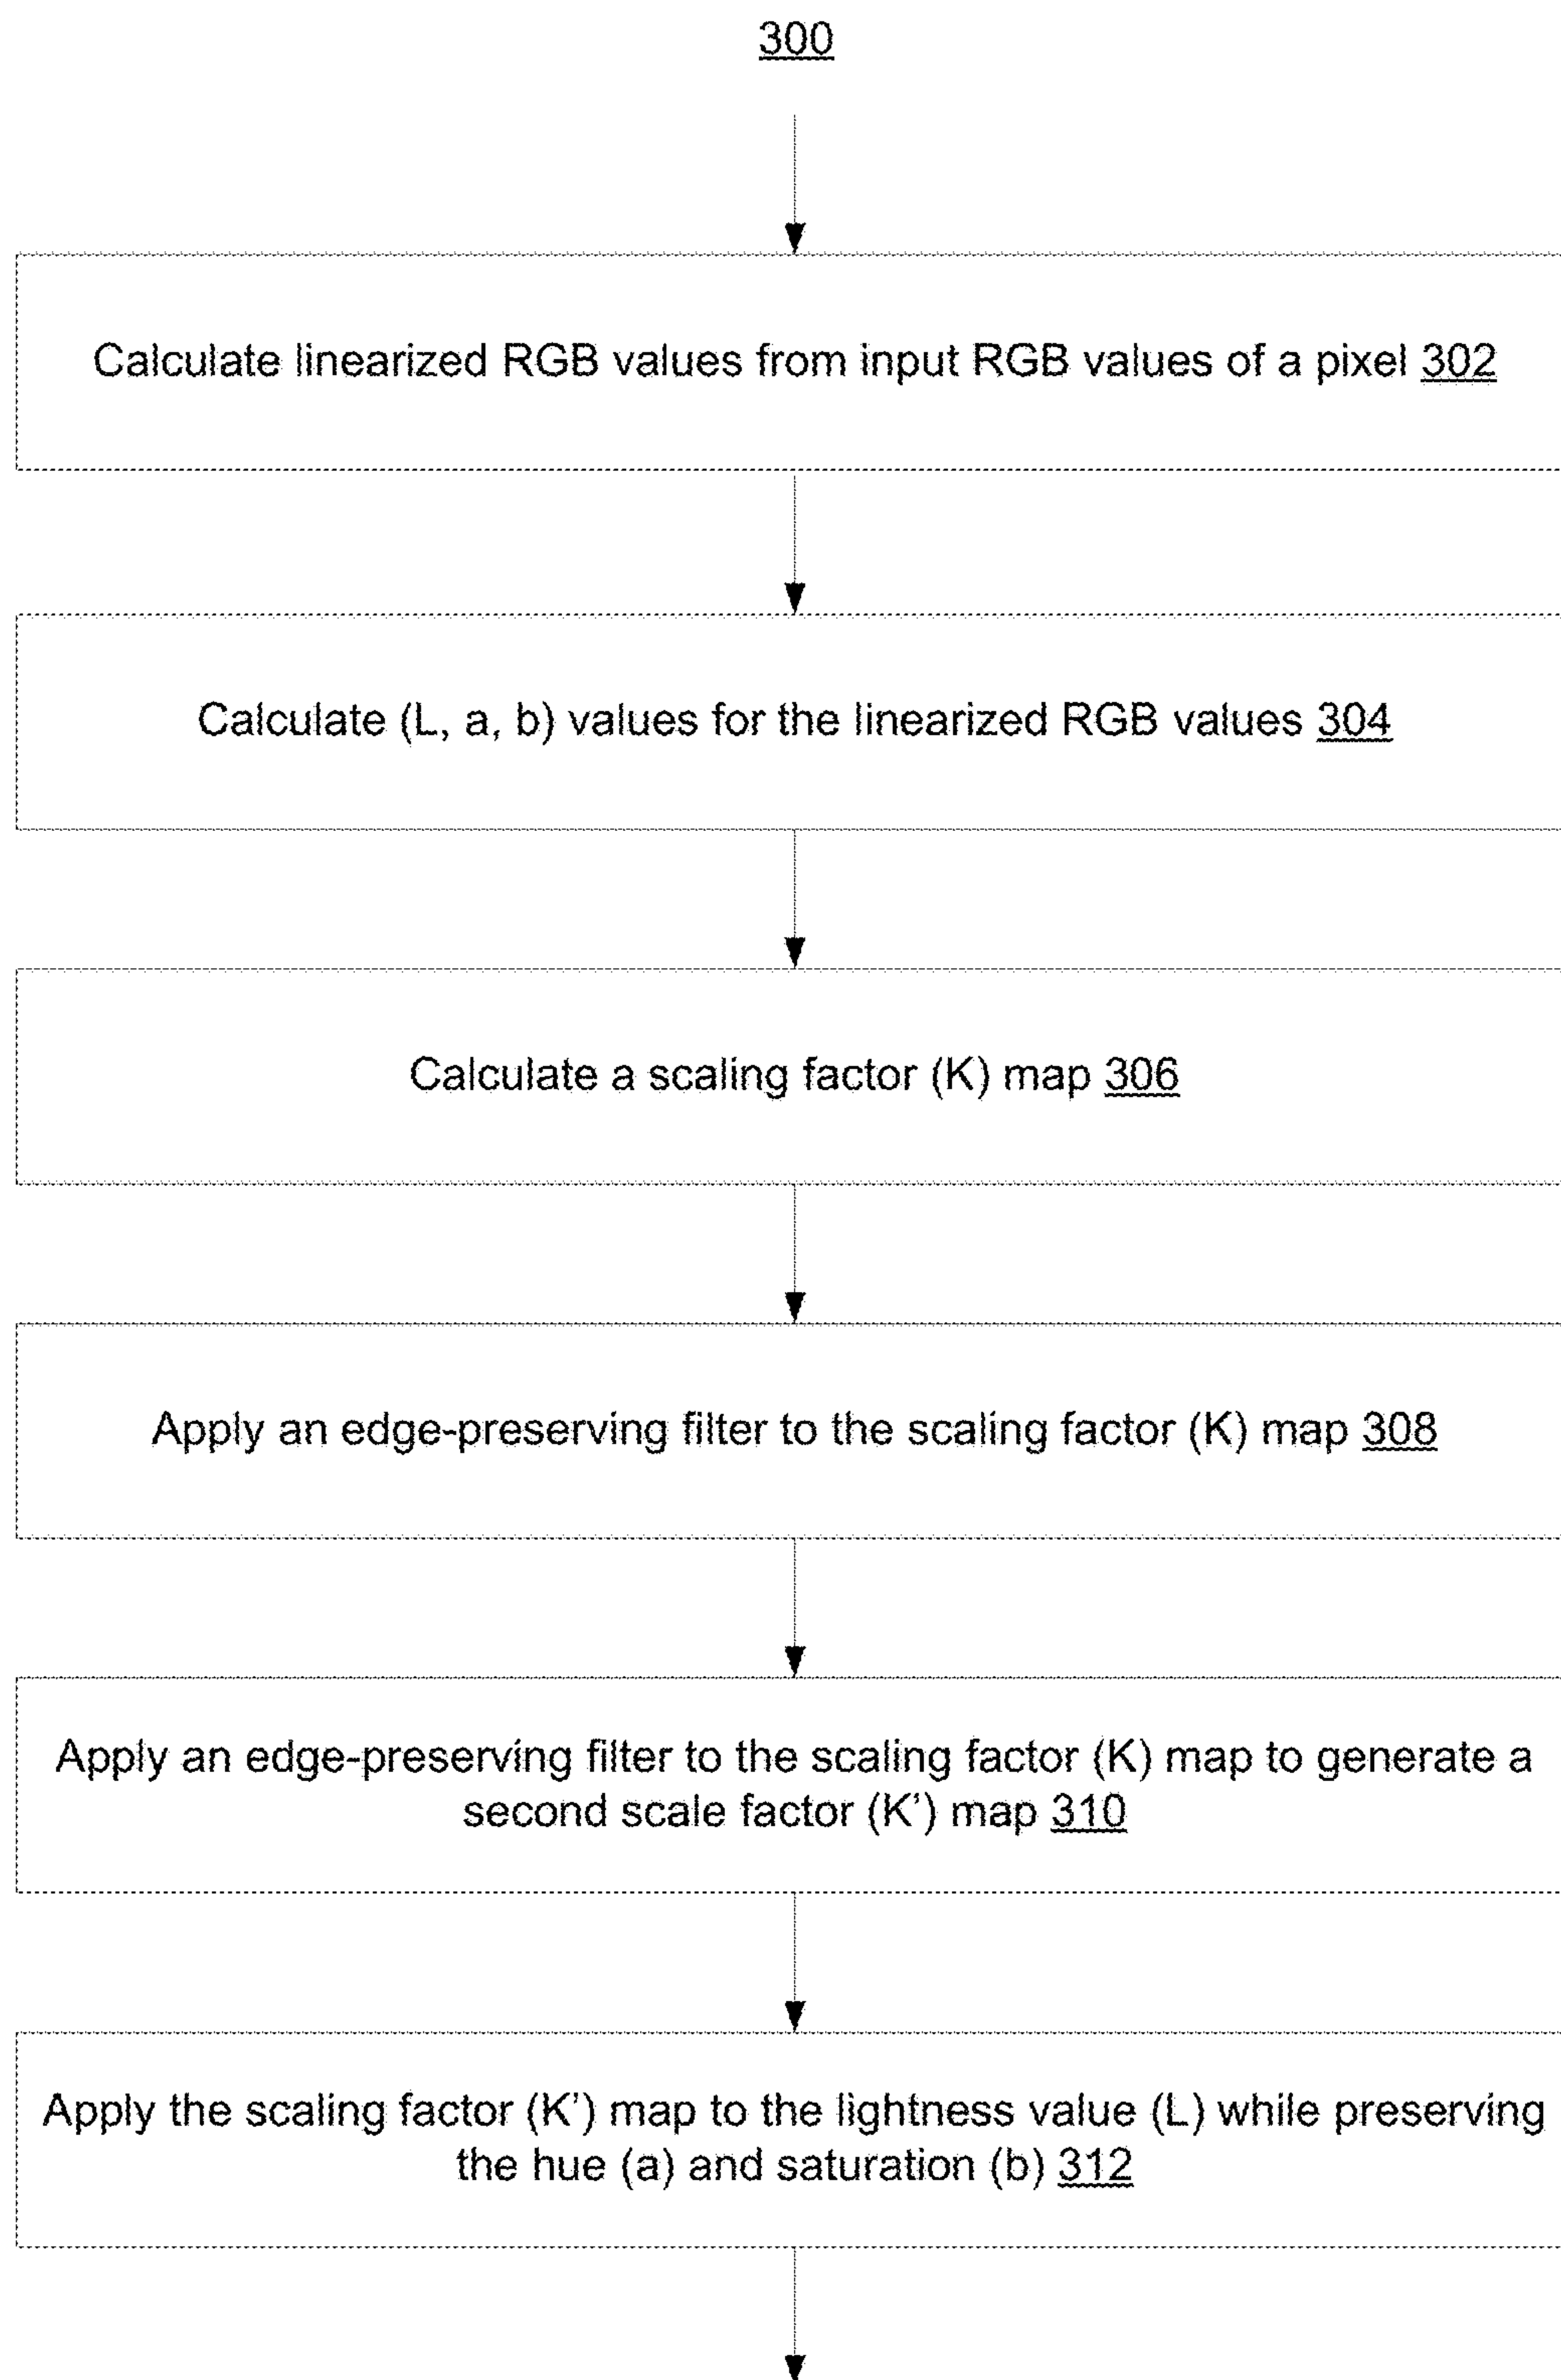 300
Calculate linearized RGB values from input RGB values of a pixel 302
Calculate (L, a, b) values for the linearized RGB values 304
Calculate a scaling factor (K) map 306
Apply an edge-preserving filter to the scaling factor (K) map 308
Apply an edge-preserving filter to the scaling factor (K) map to generate a
second scale factor (K’) map 310
Apply the scaling factor (K’) map to the lightness value (L) while preserving
the hue (a) and saturation (b) 312